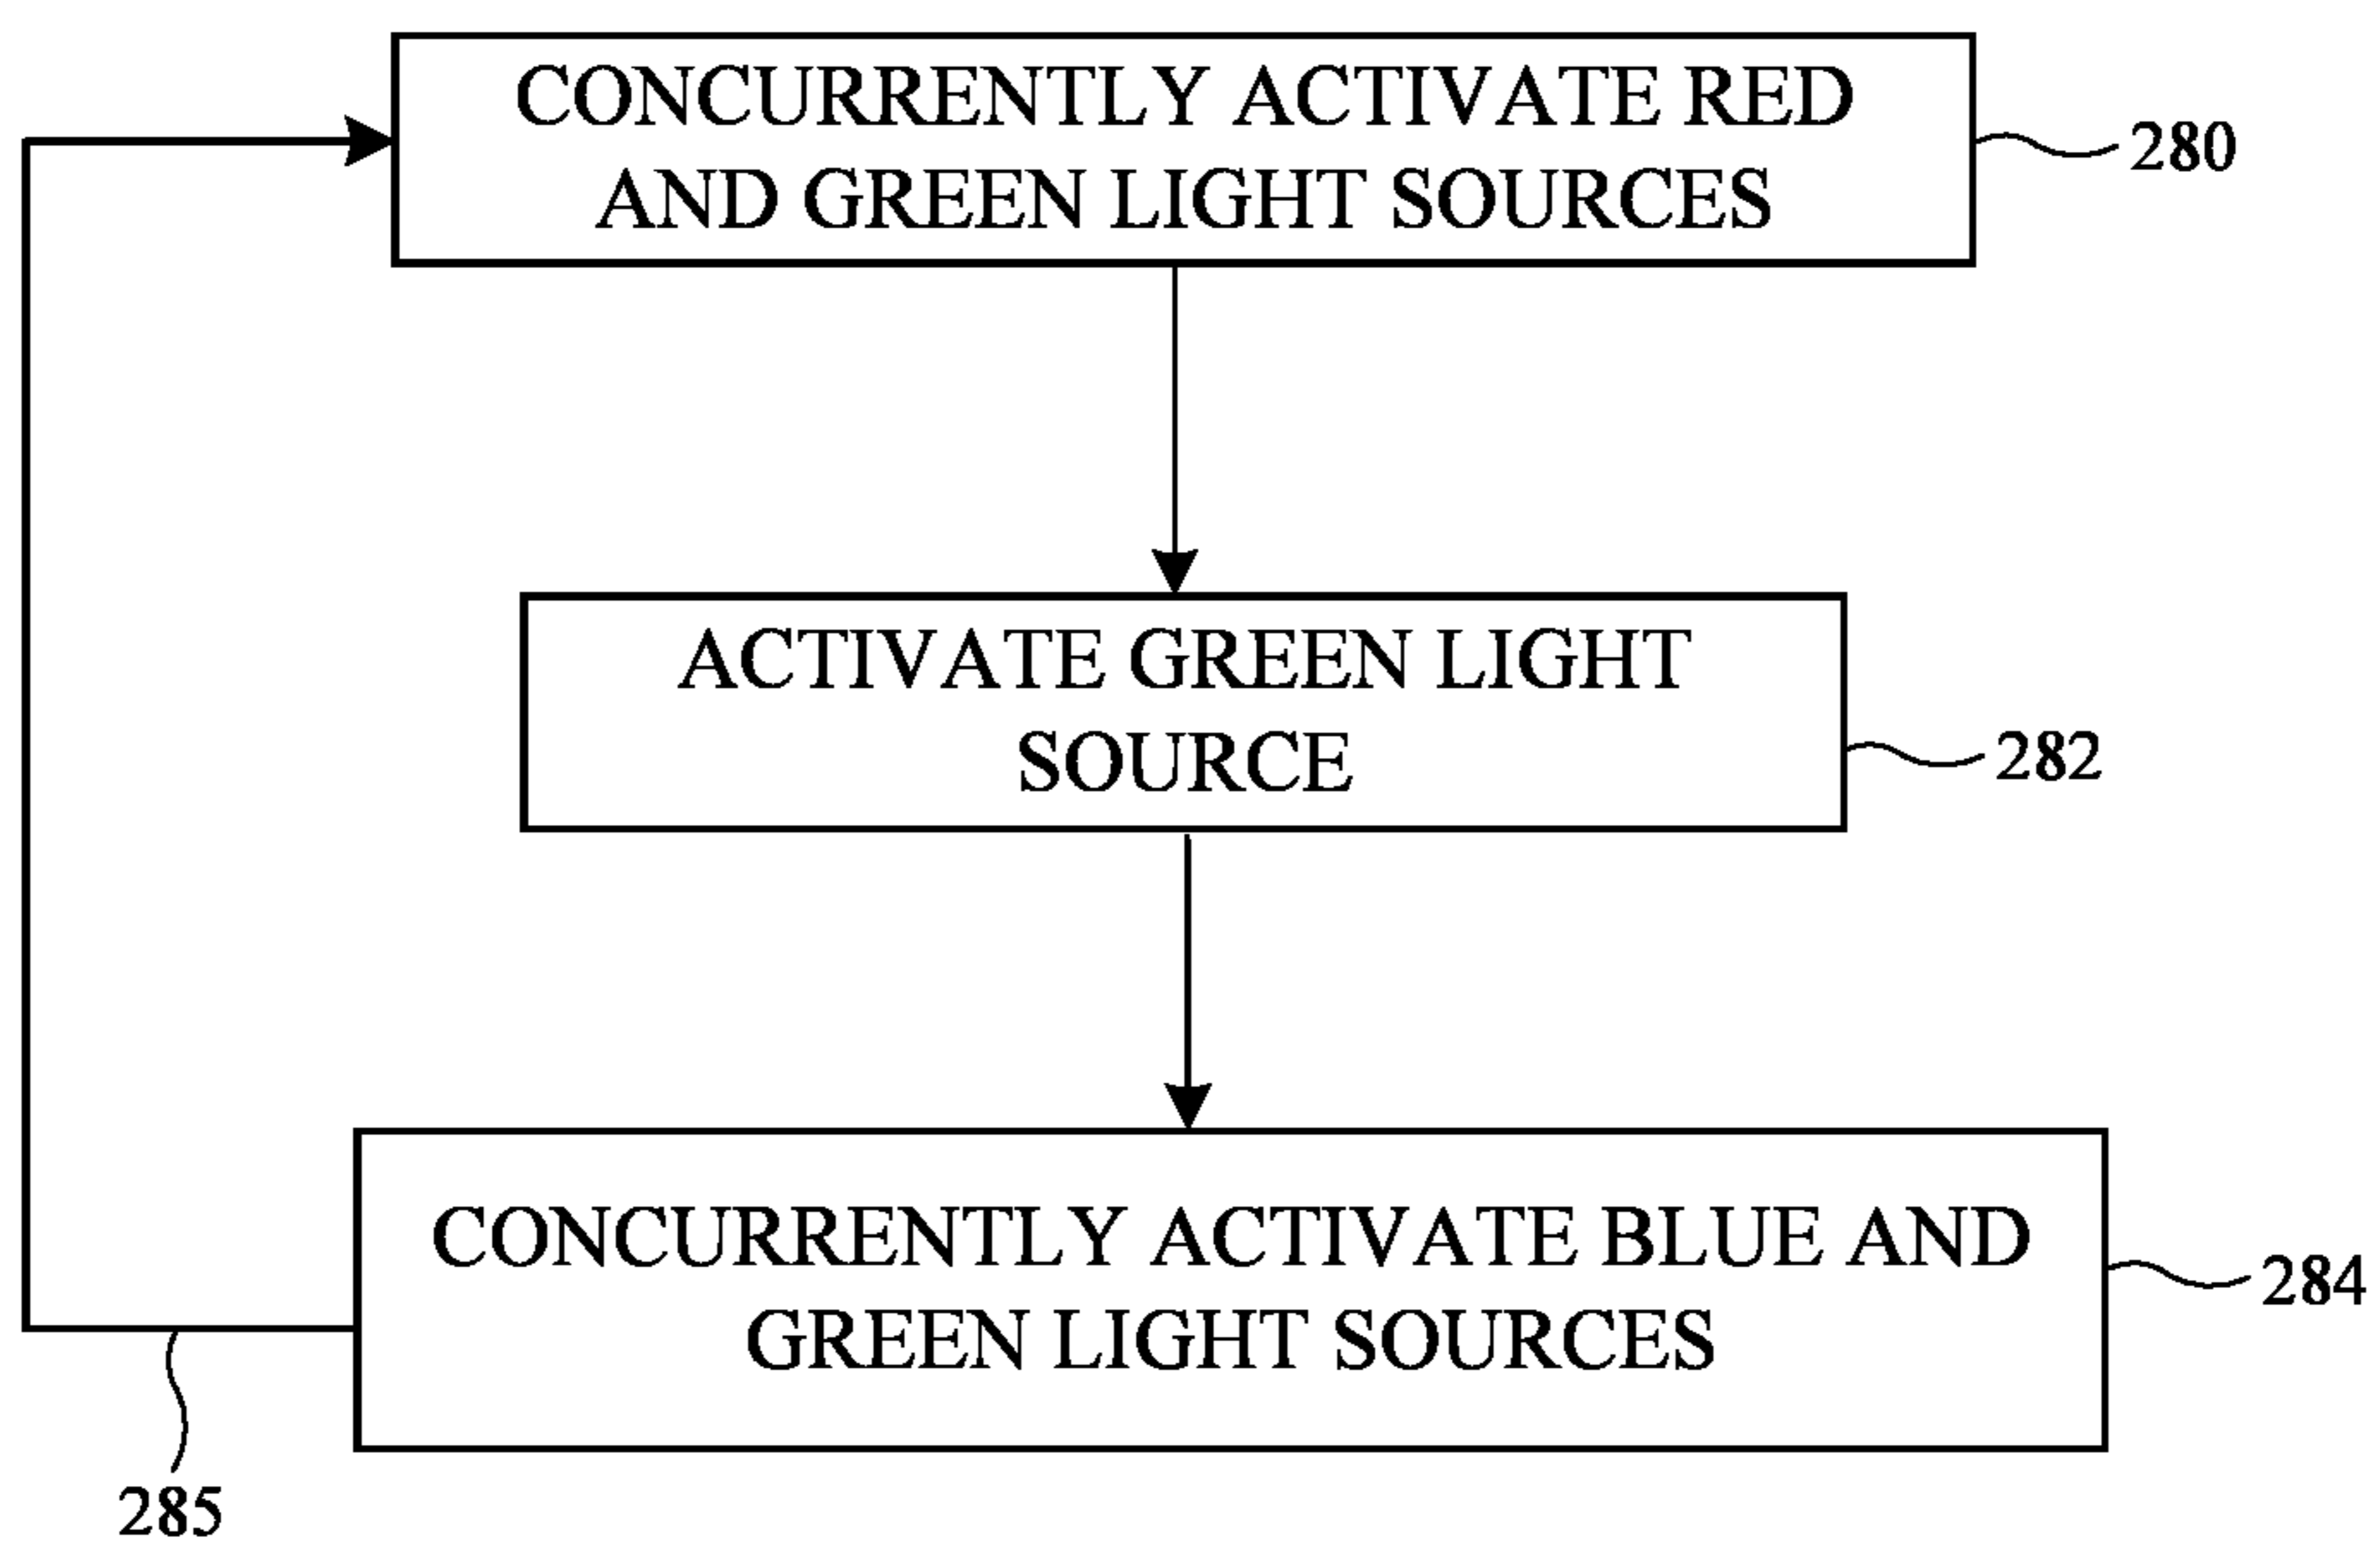 CONCURRENTLY ACTIVATE RED
AND GREEN LIGHT SOURCES
280
ACTIVATE GREEN LIGHT
SOURCE
282
CONCURRENTLY ACTIVATE BLUE AND
GREEN LIGHT SOURCES
284
285